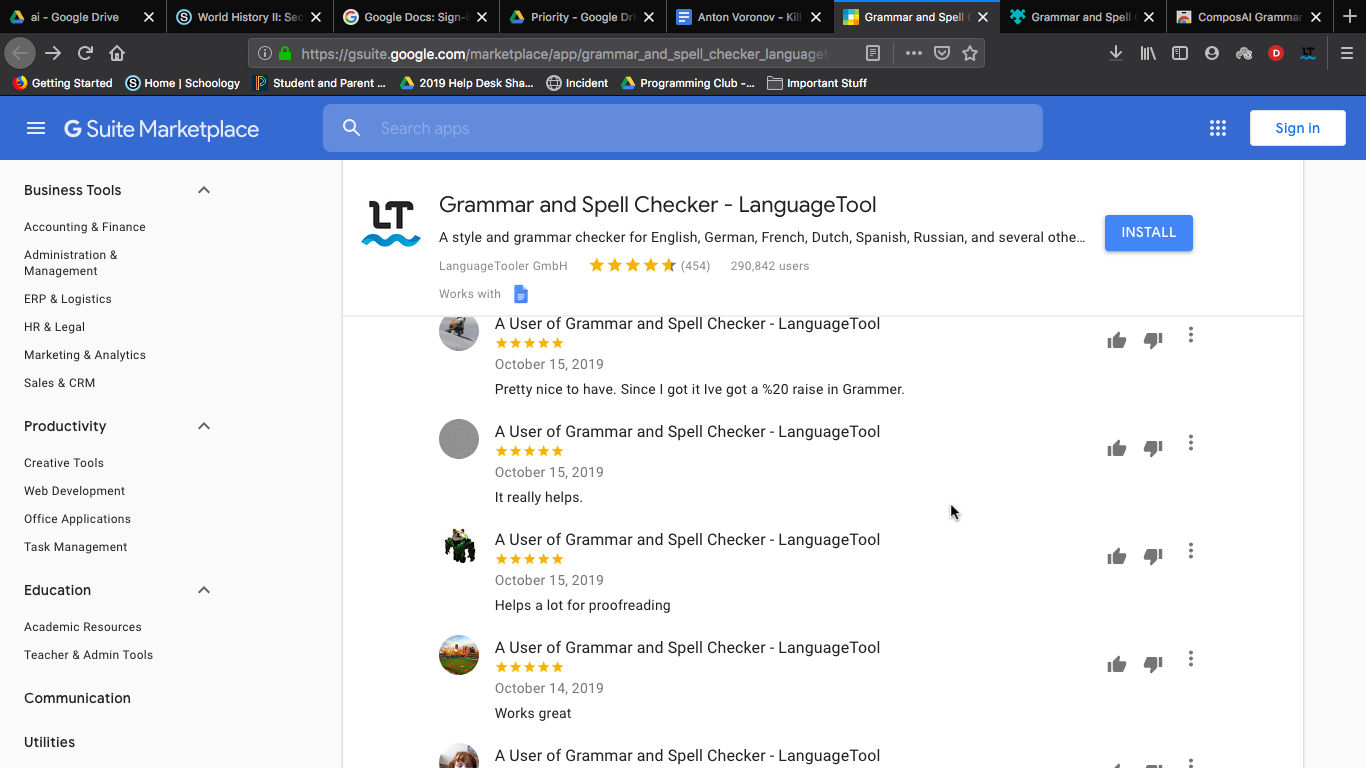 ai - Google Drive
World History II: Sec
Google Docs: Sign-i
Priority - Google Dri
Anton Voronov - Kill
Grammar and Spell C
Grammar and Spell C
ComposAI Grammar
https://gsuite.google.com/marketplace/app/grammar_and_spell_checker_languaget
Getting Started
Home | Schoology
Student and Parent ...
2019 Help Desk Sha...
Incident
Programming Club -...
Important Stuff
G Suite Marketplace
Search apps
Sign in
Business Tools
Accounting & Finance
Administration &
Management
ERP & Logistics
HR & Legal
Marketing & Analytics
Sales & CRM
Productivity
Creative Tools
Web Development
Office Applications
Task Management
Education
Academic Resources
Teacher & Admin Tools
Communication
Utilities
LT
Grammar and Spell Checker - LanguageTool
A style and grammar checker for English, German, French, Dutch, Spanish, Russian, and several othe...
LanguageTooler GmbH (454) 290,842 users
Works with
INSTALL
A User of Grammar and Spell Checker - LanguageTool
October 15, 2019
Pretty nice to have. Since I got it Ive got a %20 raise in Grammer.
A User of Grammar and Spell Checker - LanguageTool
October 15, 2019
It really helps.
A User of Grammar and Spell Checker - LanguageTool
October 15, 2019
Helps a lot for proofreading
A User of Grammar and Spell Checker - LanguageTool
October 14, 2019
Works great
A User of Grammar and Spell Checker - LanguageTool